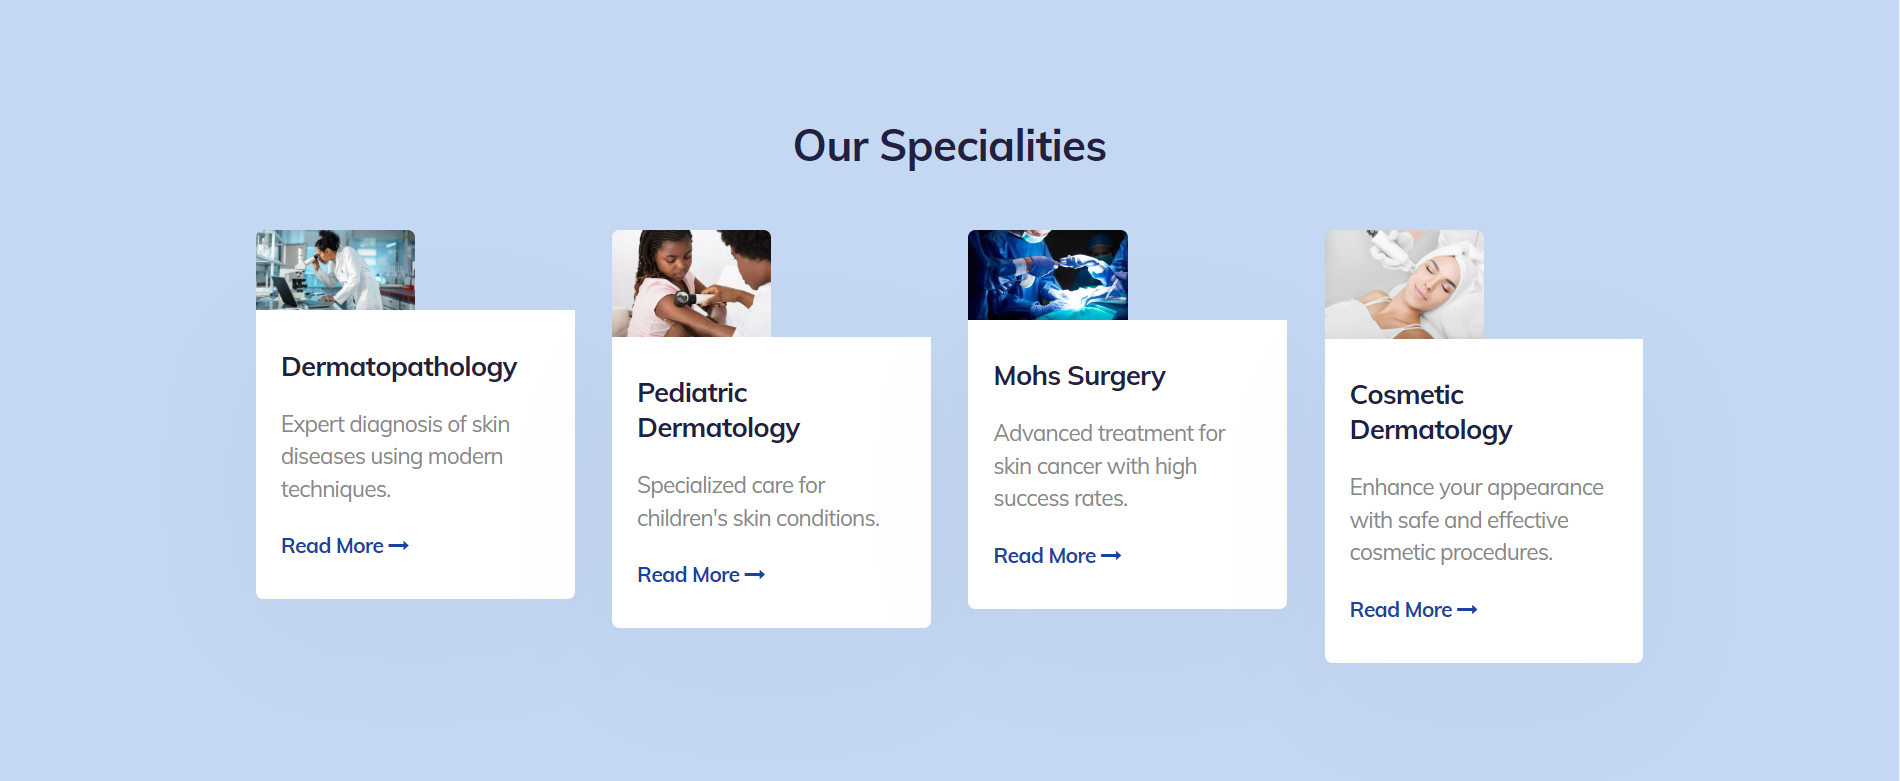 Our Specialities
Dermatopathology
Expert diagnosis of skin
diseases using modern
techniques.
Read More
Pediatric
Dermatology
Specialized care for
children's skin conditions.
Read More
Mohs Surgery
Advanced treatment for
skin cancer with high
success rates.
Read More
Cosmetic
Dermatology
Enhance your appearance
with safe and effective
cosmetic procedures.
Read More